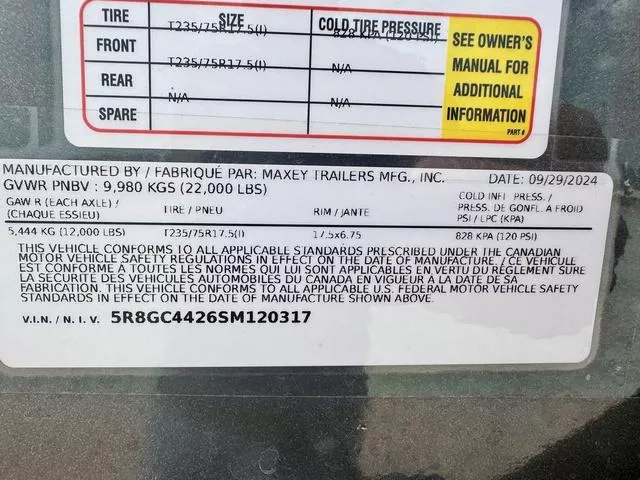 TIRE SIZE COLD TIRE PRESSURE
T235/75R17.5(I) 828 KPA (120 PSI)
FRONT
T235/75R17.5(I) N/A
REAR
N/A N/A
SPARE
SEE OWNER'S
MANUAL FOR
ADDITIONAL
INFORMATION
PART #
MANUFACTURED BY / FABRIQUÉ PAR: MAXEY TRAILERS MFG., INC. DATE: 09/29/2024
GVWR PNBV : 9,980 KGS (22,000 LBS)
GAW R (EACH AXLE) / (CHAQUE ESSIEU) TIRE / PNEU RIM / JANTE COLD INFL PRESS. / PRESS. DE GONFL. A FROID PSI / LPC (KPA)
5,444 KG (12,000 LBS) T235/75R17.5(I) 17.5x6.75 828 KPA (120 PSI)
THIS VEHICLE CONFORMS TO ALL APPLICABLE STANDARDS PRESCRIBED UNDER THE CANADIAN
MOTOR VEHICLE SAFETY REGULATIONS IN EFFECT ON THE DATE OF MANUFACTURE. / CE VÉHICULE
EST CONFORME À TOUTES LES NORMES QUI LUI SONT APPLICABLES EN VERTU DU RÈGLEMENT SURE
LA SÉCURITÉ DES VÉHICULES AUTOMOBILES DU CANADA EN VIGUEUR À LA DATE DE SA
FABRICATION. THIS VEHICLE CONFORMS TO ALL APPLICABLE U.S. FEDERAL MOTOR VEHICLE SAFETY
STANDARDS IN EFFECT ON THE DATE OF MANUFACTURE SHOWN ABOVE.
V.I.N. / N. I. V. 5R8GC4426SM120317